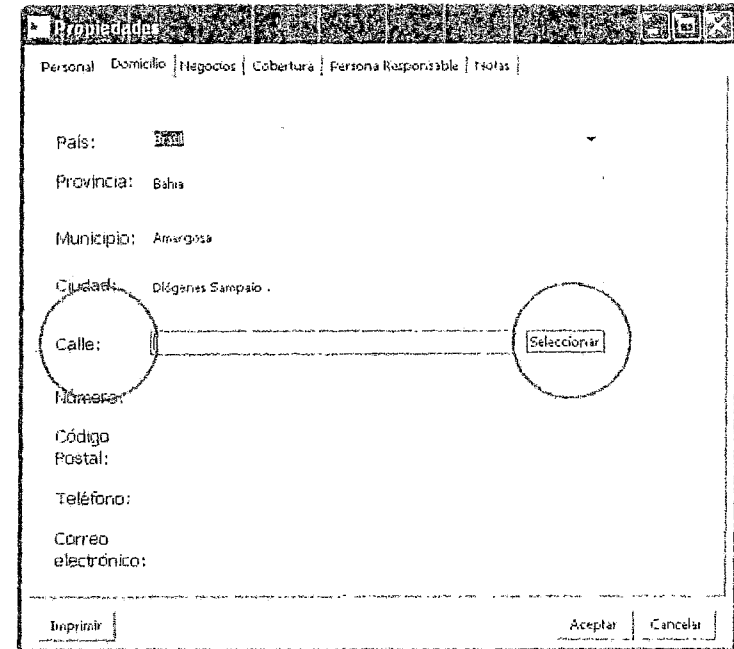 Propiedades
Personal Domicilio Negocios Cobertura Persona Responsable Notas
País: Brasil
Provincia: Bahia
Municipio: Amargosa
Ciudad: Diógenes Sampaio .
Calle: Seleccionar
Número:
Código
Postal:
Teléfono:
Correo
electrónico:
Imprimir Aceptar Cancelar